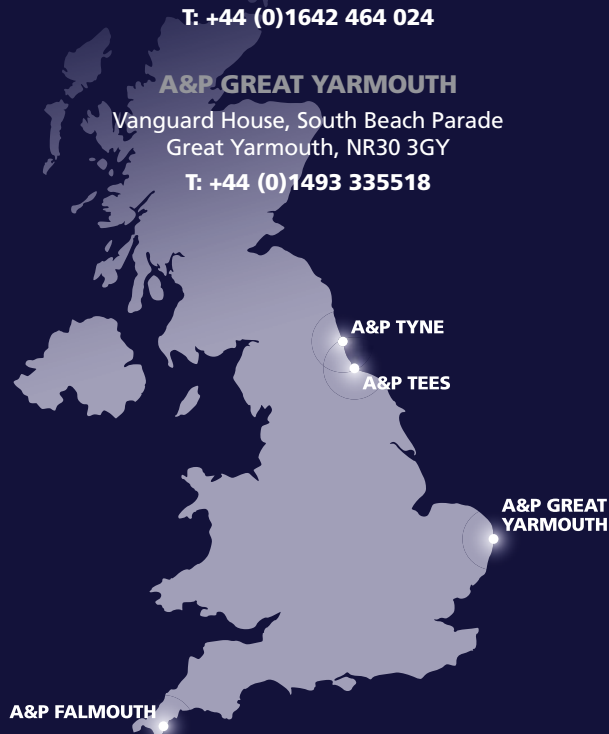 T: +44 (0)1642 464 024
A&P GREAT YARMOUTH
Vanguard House, South Beach Parade
Great Yarmouth, NR30 3GY
T: +44 (0)1493 335518
A&P TYNE
A&P TEES
A&P GREAT
YARMOUTH
A&P FALMOUTH